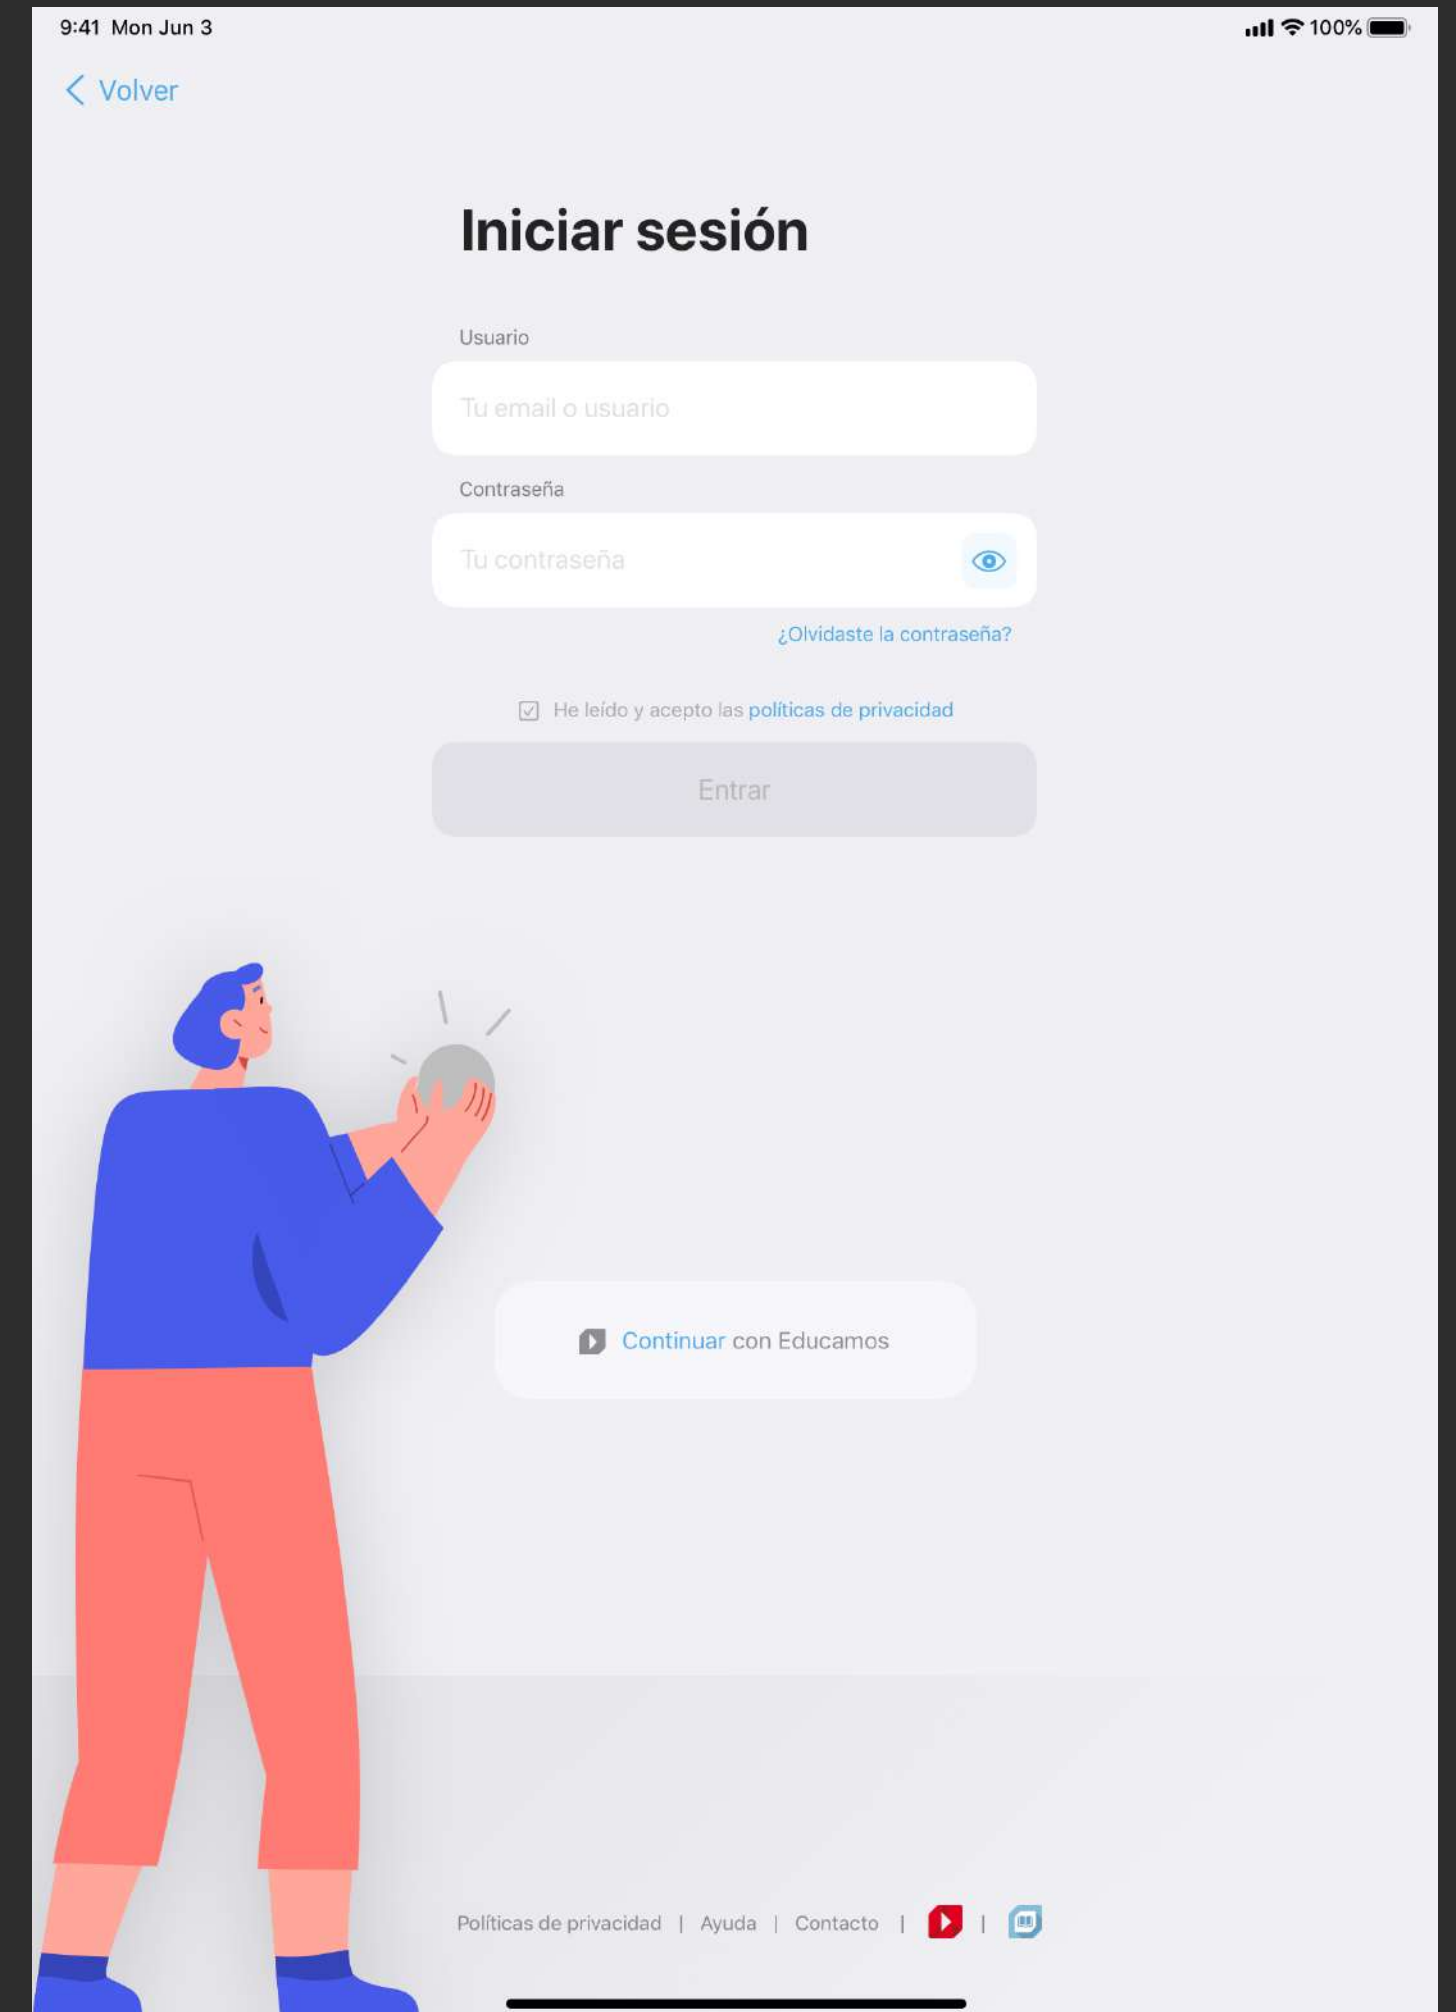 9:41 Mon Jun 3
100%
Volver
Iniciar sesión
Usuario
Tu email o usuario
Contraseña
Tu contraseña
¿Olvidaste la contraseña?
He leído y acepto las políticas de privacidad
Entrar
Continuar con Educamos
Políticas de privacidad | Ayuda | Contacto | |